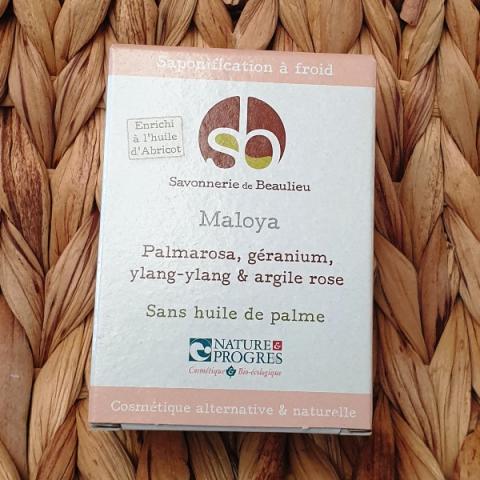 Saponification à froid
Enrichi
à l'huile
d'Abricot
sb
Savonnerie de Beaulieu
Maloya
Palmarosa, géranium,
ylang-ylang & argile rose
Sans huile de palme
NATURE &
PROGRES
Cosmétique & Bio-écologique
Cosmétique alternative & naturelle